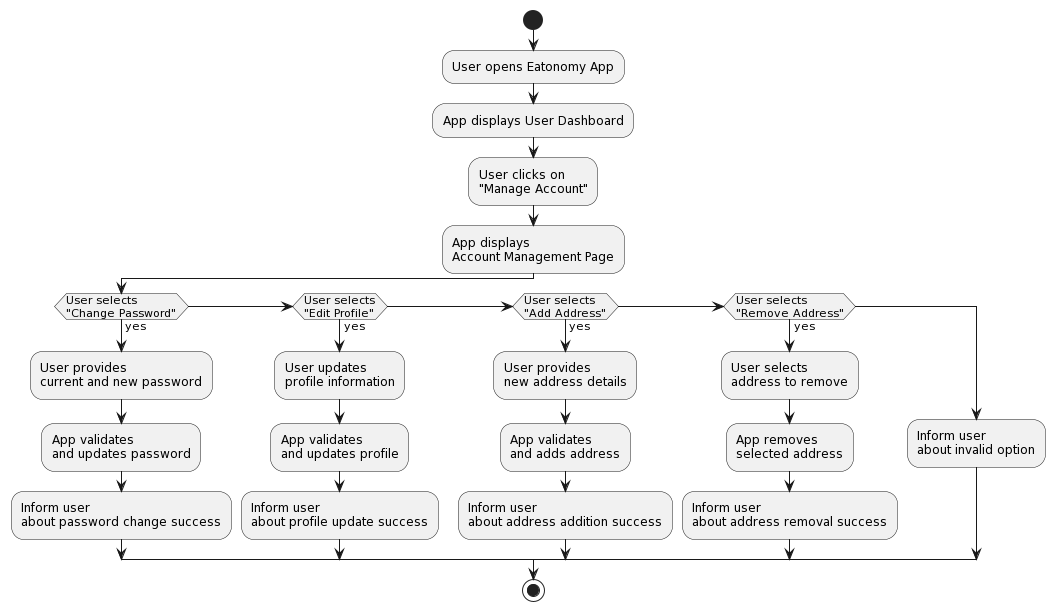 User opens Eatonomy App
App displays User Dashboard
User clicks on
"Manage Account"
App displays
Account Management Page
User selects
"Change Password"
yes
User provides
current and new password
App validates
and updates password
Inform user
about password change success
User selects
"Edit Profile"
yes
User updates
profile information
App validates
and updates profile
Inform user
about profile update success
User selects
"Add Address"
yes
User provides
new address details
App validates
and adds address
Inform user
about address addition success
User selects
"Remove Address"
yes
User selects
address to remove
App removes
selected address
Inform user
about address removal success
Inform user
about invalid option